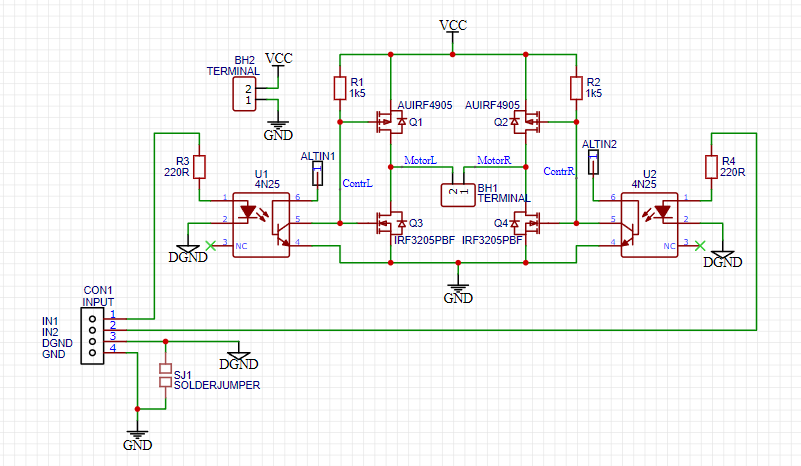 VCC
BH2
TERMINAL
VCC
2
1
GND
R1
1k5
AUIRF4905
Q1
AUIRF4905
Q2
R2
1k5
R3
220R
U1
4N25
ALTIN1
1
ContrL
MotorL
MotorR
2 1
BH1
TERMINAL
ContrR
ALTIN2
1
U2
4N25
R4
220R
1
2
3
NC
6
5
4
DGND
Q3
IRF3205PBF
Q4
IRF3205PBF
GND
6
5
4
1
2
3
NC
DGND
CON1
INPUT
IN1
IN2
DGND
GND
1
2
3
4
DGND
SJ1
SOLDERJUMPER
GND